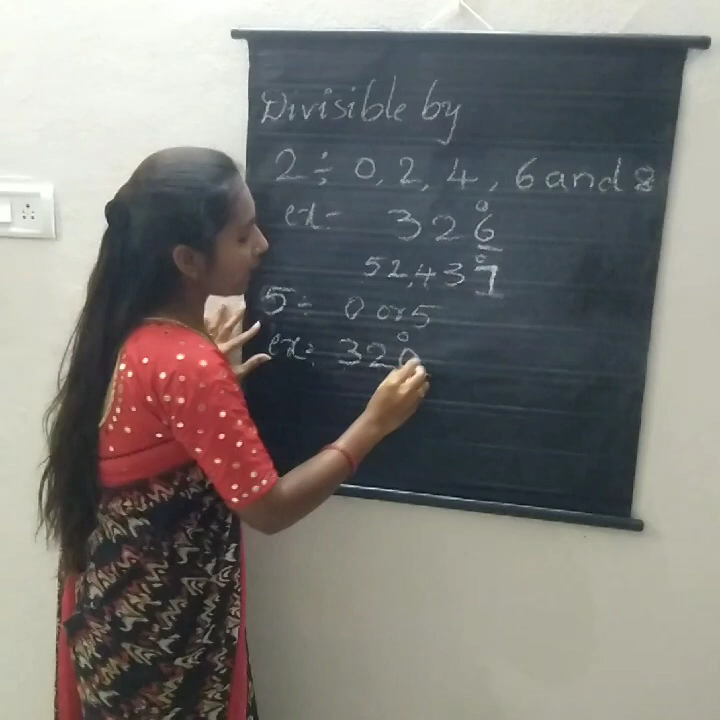 Divisible by
2 ÷ 0, 2, 4, 6 and 8
ex:- 326
52,437
5 ÷ 0 or 5
ex:- 320